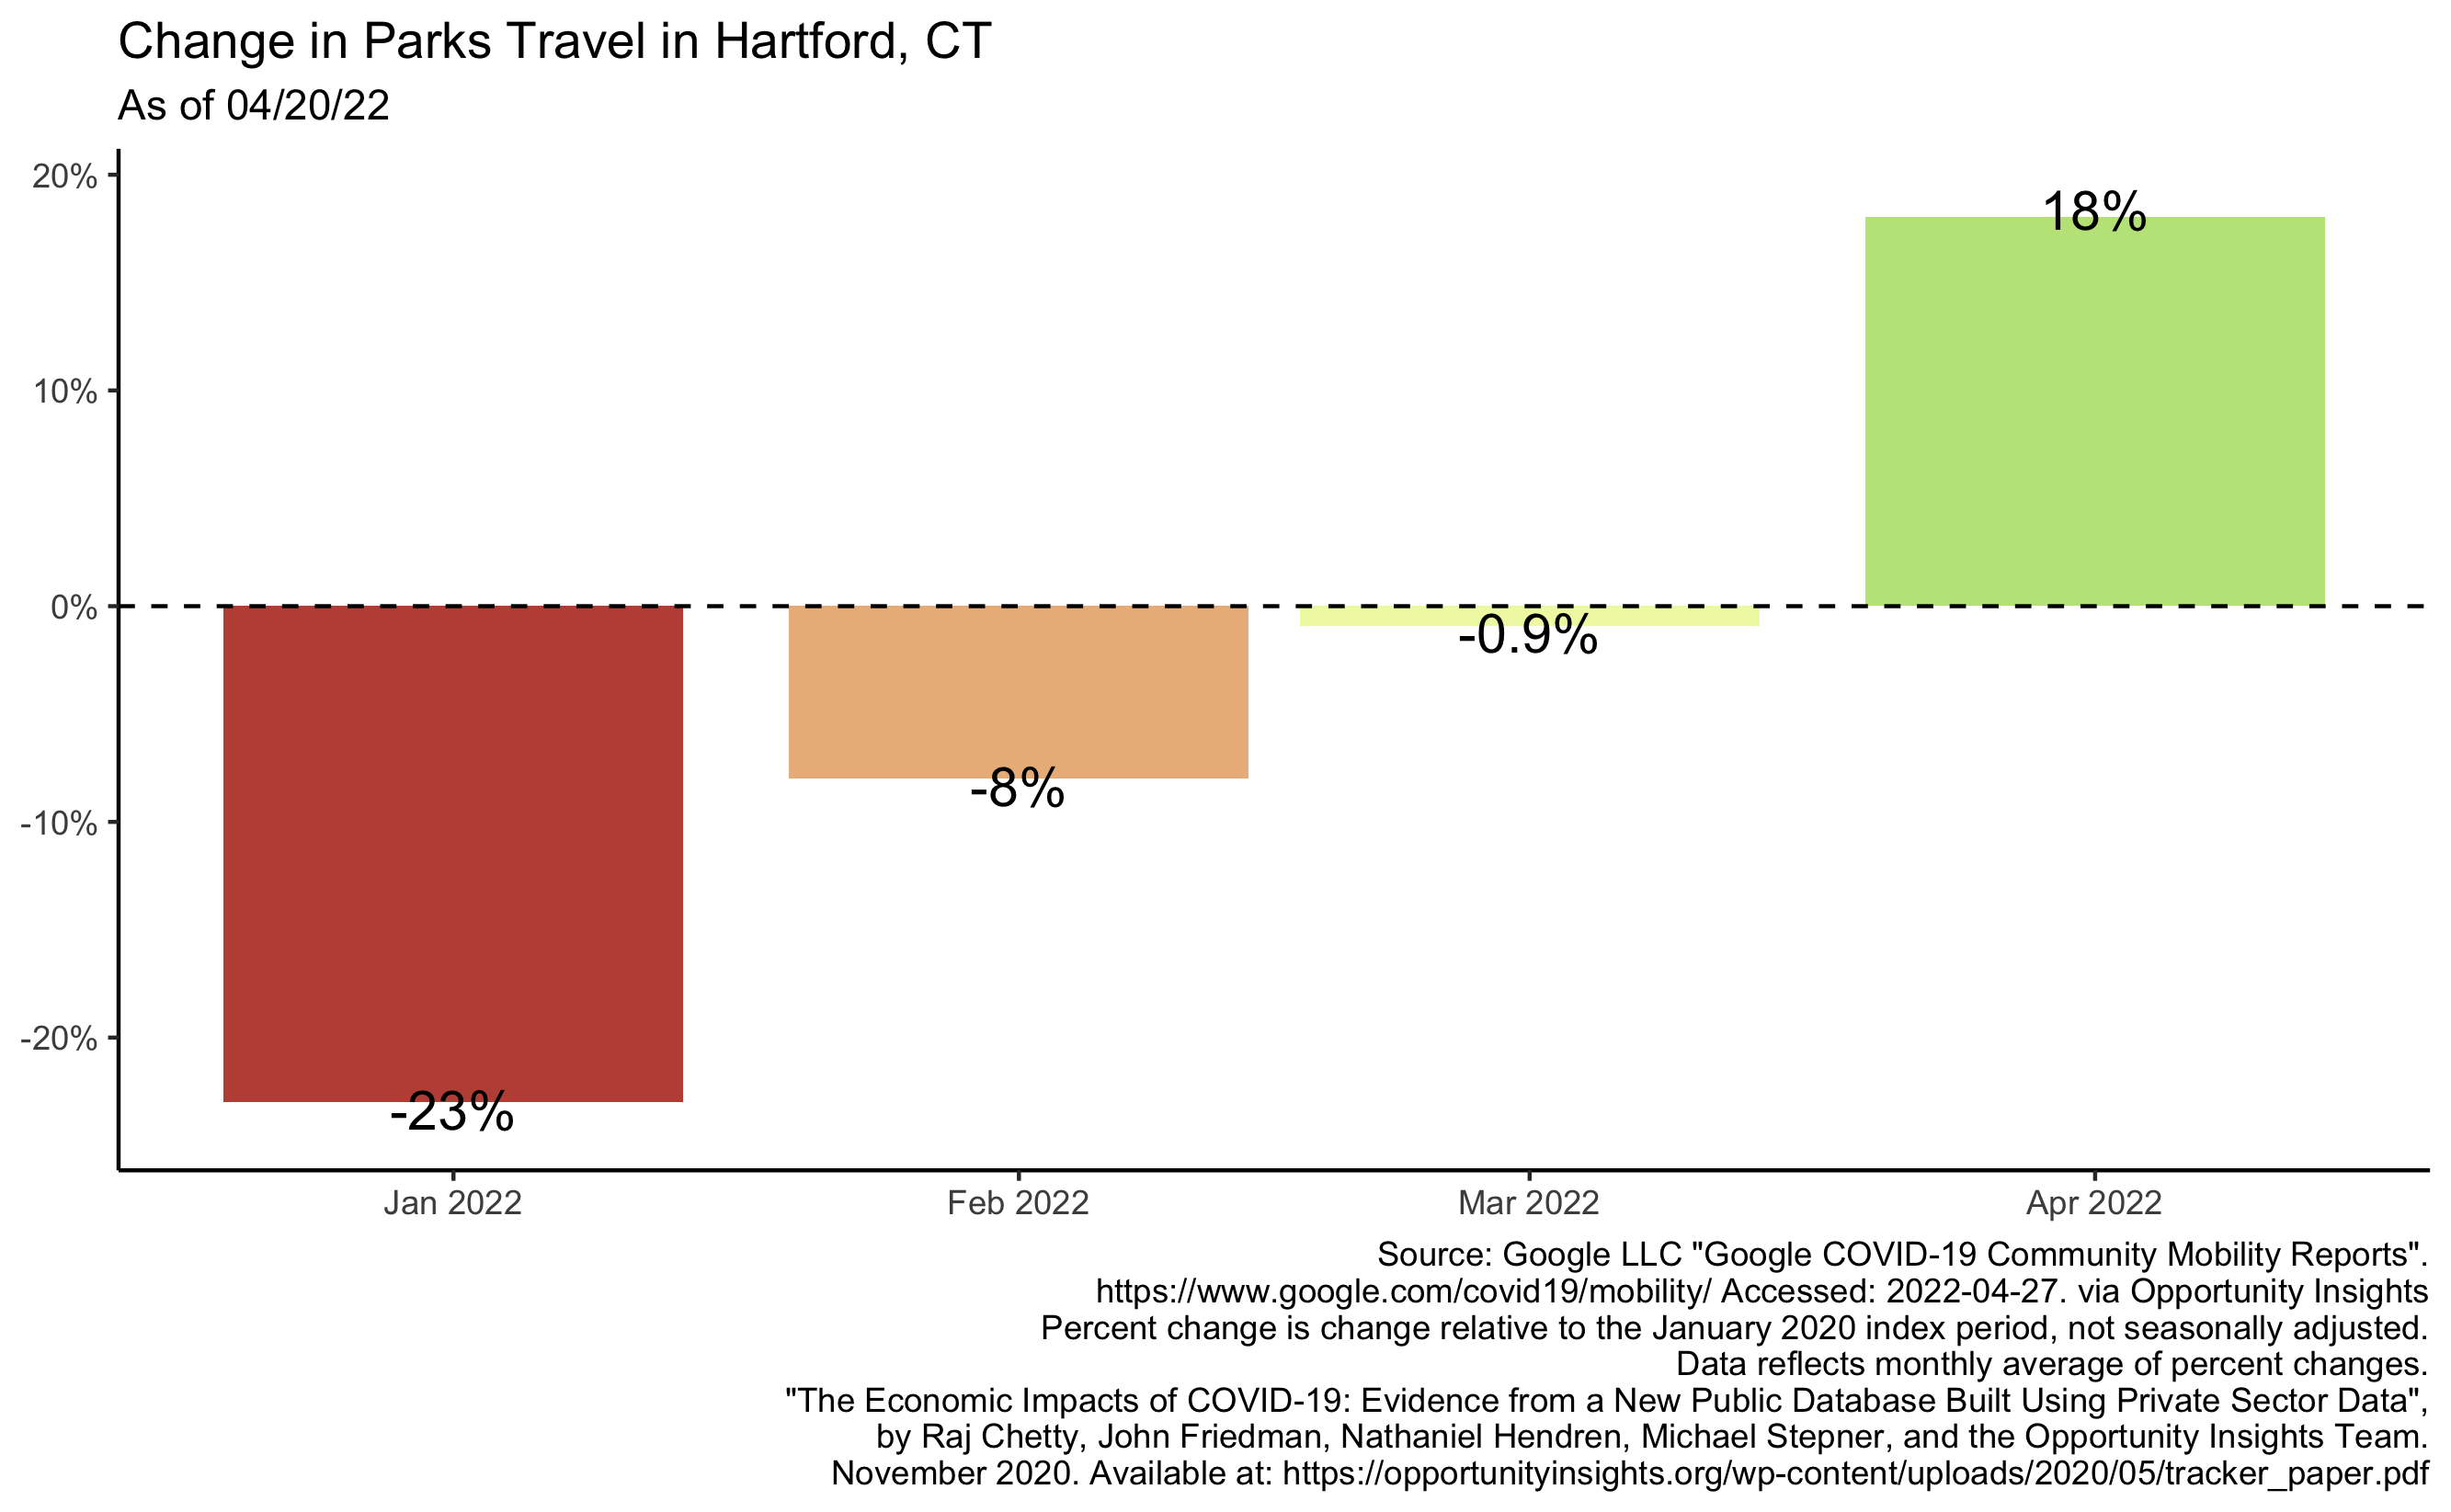 Change in Parks Travel in Hartford, CT
As of 04/20/22
20%
10%
0%
-10%
-20%
18%
-0.9%
-8%
-23%
Jan 2022
Feb 2022
Mar 2022
Apr 2022
Source: Google LLC "Google COVID-19 Community Mobility Reports".
https://www.google.com/covid19/mobility/ Accessed: 2022-04-27. via Opportunity Insights
Percent change is change relative to the January 2020 index period, not seasonally adjusted.
Data reflects monthly average of percent changes.
"The Economic Impacts of COVID-19: Evidence from a New Public Database Built Using Private Sector Data",
by Raj Chetty, John Friedman, Nathaniel Hendren, Michael Stepner, and the Opportunity Insights Team.
November 2020. Available at: https://opportunityinsights.org/wp-content/uploads/2020/05/tracker_paper.pdf